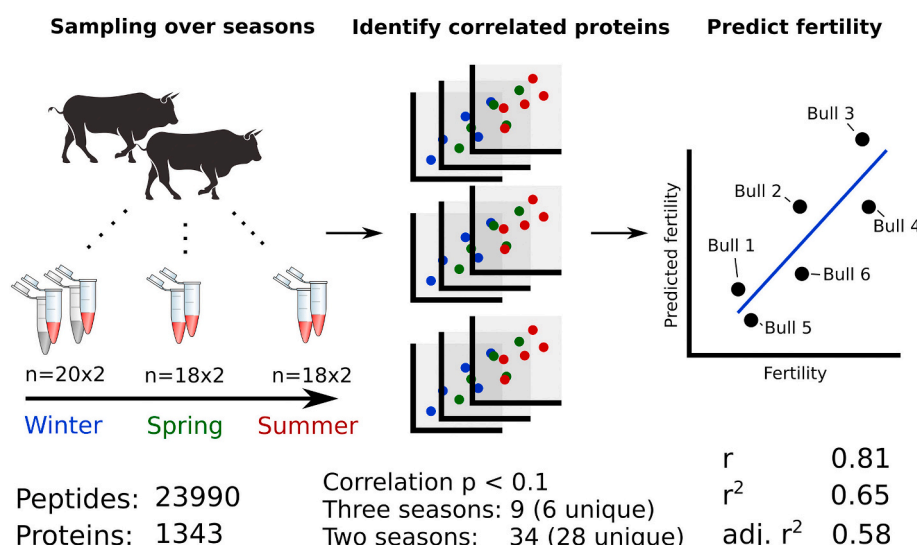 Sampling over seasons
Identify correlated proteins
Predict fertility
n=20x2
n=18x2
n=18x2
Winter
Spring
Summer
Peptides: 23990
Proteins: 1343
Correlation p < 0.1
Three seasons: 9 (6 unique)
Two seasons: 34 (28 unique)
Predicted fertility
Bull 3
Bull 2
Bull 4
Bull 1
Bull 6
Bull 5
Fertility
r 0.81
r² 0.65
adj. r² 0.58